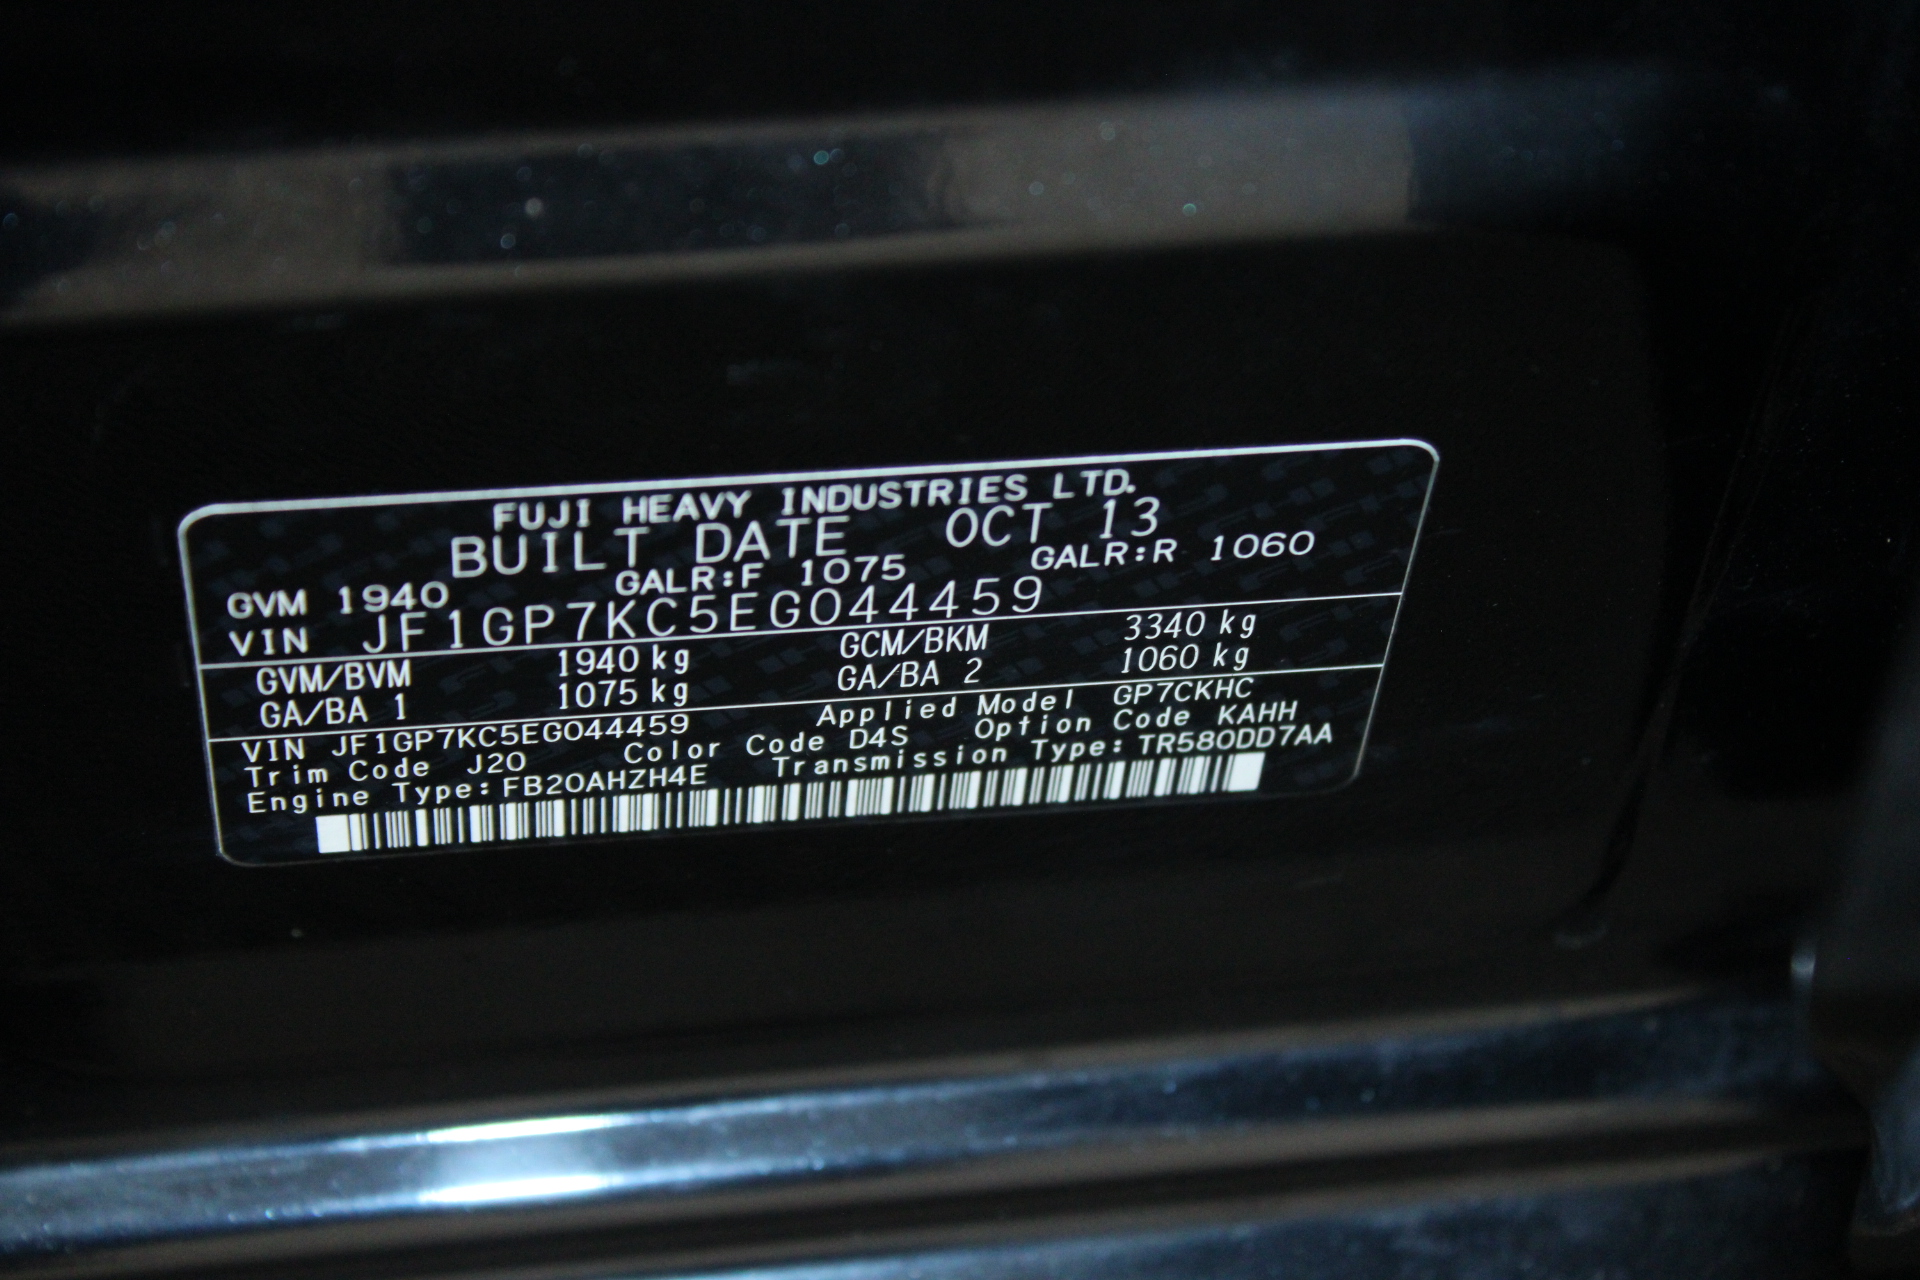 FUJI HEAVY INDUSTRIES LTD.
BUILT DATE OCT 13
GVM 1940 GALR:F 1075 GALR:R 1060
VIN JF1GP7KC5EG044459
GVM/BVM 1940 kg GCM/BKM 3340 kg
GA/BA 1 1075 kg GA/BA 2 1060 kg
VIN JF1GP7KC5EG044459 Applied Model GP7CKHC
Trim Code J20 Color Code D4S Option Code KAHH
Engine Type:FB20AHZH4E Transmission Type:TR580DD7AA